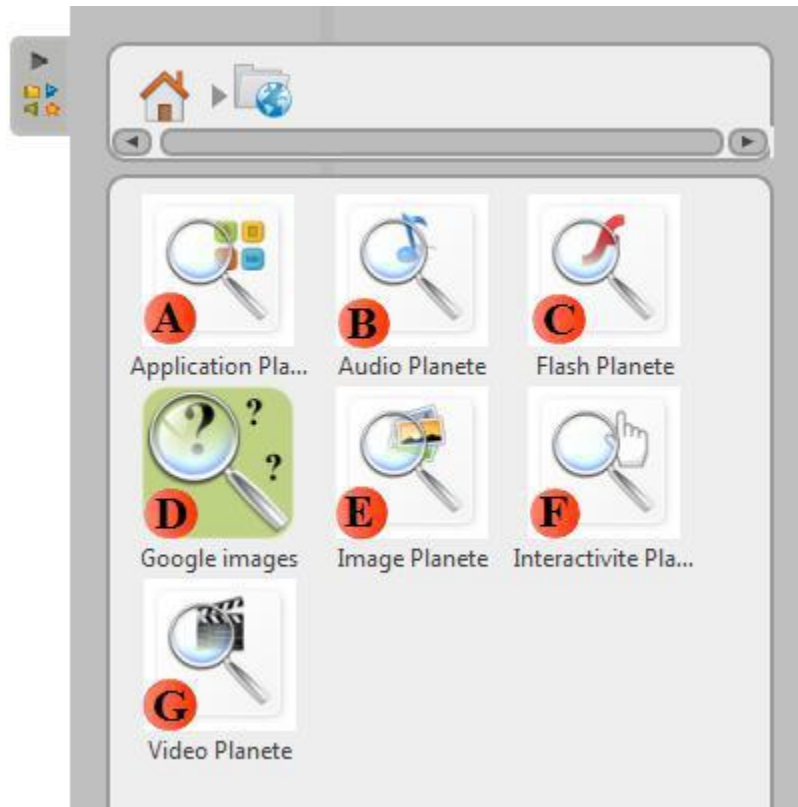 A
B
C
Application Pla...
Audio Planete
Flash Planete
? ? ?
D
E
F
Google images
Image Planete
Interactivite Pla...
G
Video Planete